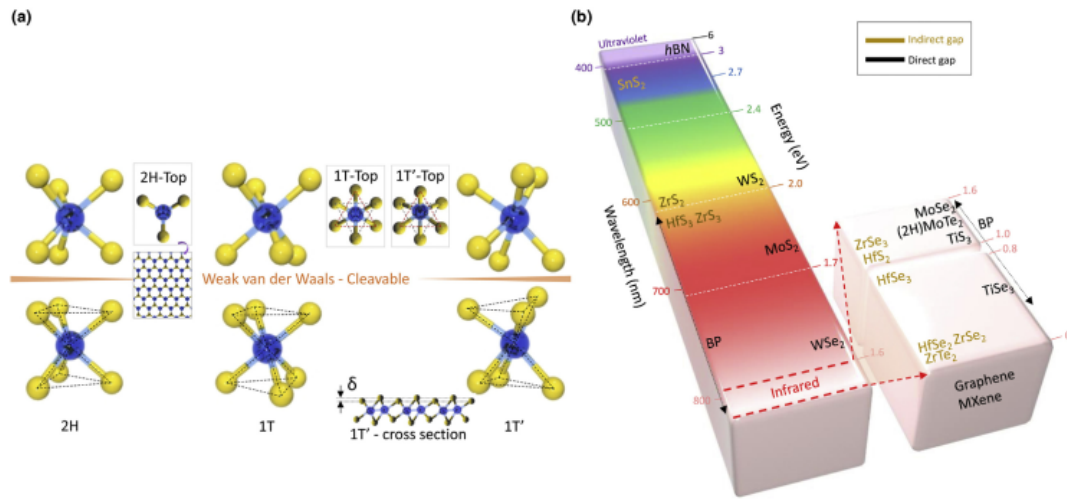 (a)
2H-Top
1T-Top
1T′-Top
Weak van der Waals - Cleavable
δ
1T′ - cross section
2H
1T
1T′
(b)
Indirect gap
Direct gap
Ultraviolet
hBN
6
3
400
2.7
SnS₂
2.4
500
Energy (eV)
WS₂
2.0
600
ZrS₂
HfS₃ ZrS₃
Wavelength (nm)
MoS₂
1.7
700
BP
WSe₂
1.6
800
Infrared
1.6
MoSe₂
(2H)MoTe₂
BP
TiS₃
1.0
0.8
ZrSe₃
HfS₂
HfSe₃
TiSe₃
HfSe₂ ZrSe₂
ZrTe₂
Graphene
MXene